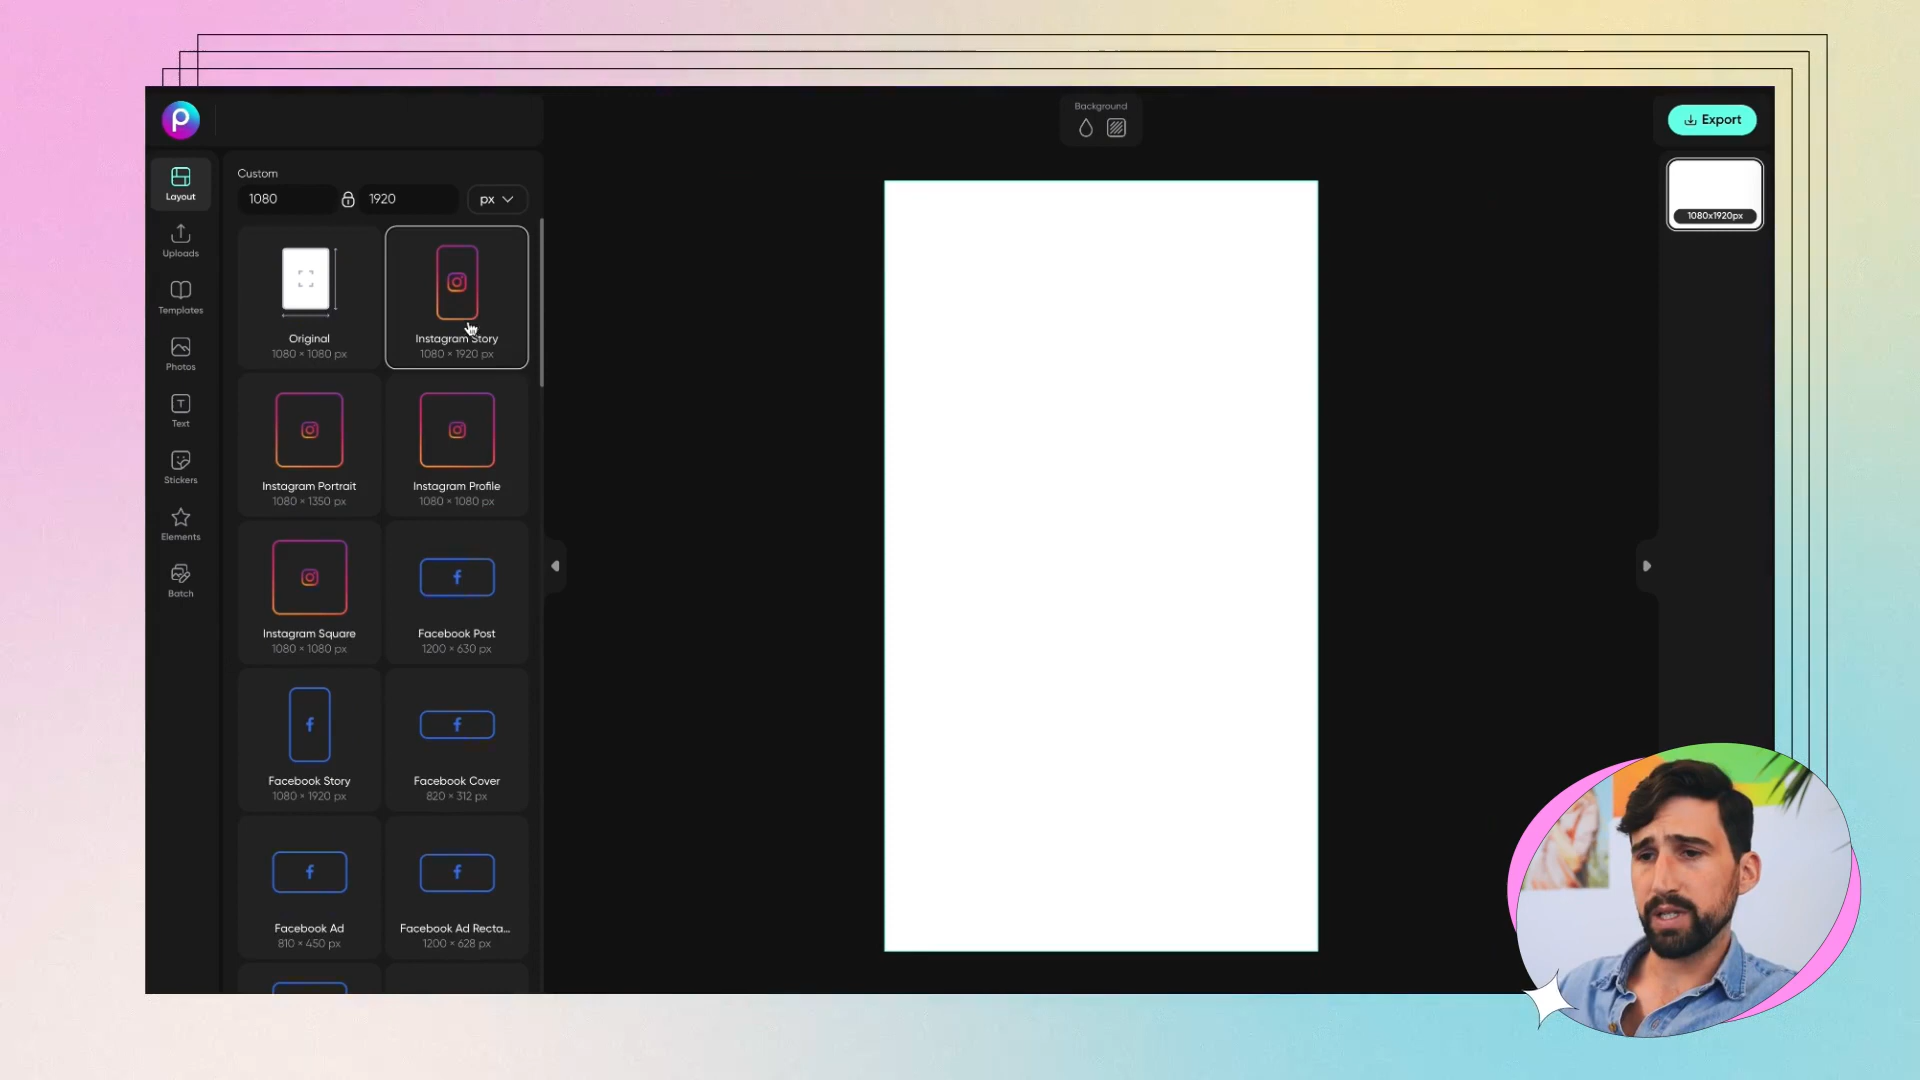 Background
Export
Layout
Uploads
Templates
Photos
Text
Stickers
Elements
Batch
Custom
1080
1920
px
Original
1080 × 1080 px
Instagram Story
1080 × 1920 px
Instagram Portrait
1080 × 1350 px
Instagram Profile
1080 × 1080 px
Instagram Square
1080 × 1080 px
Facebook Post
1200 × 630 px
Facebook Story
1080 × 1920 px
Facebook Cover
820 × 312 px
Facebook Ad
810 × 450 px
Facebook Ad Recta...
1200 × 628 px
1080x1920px